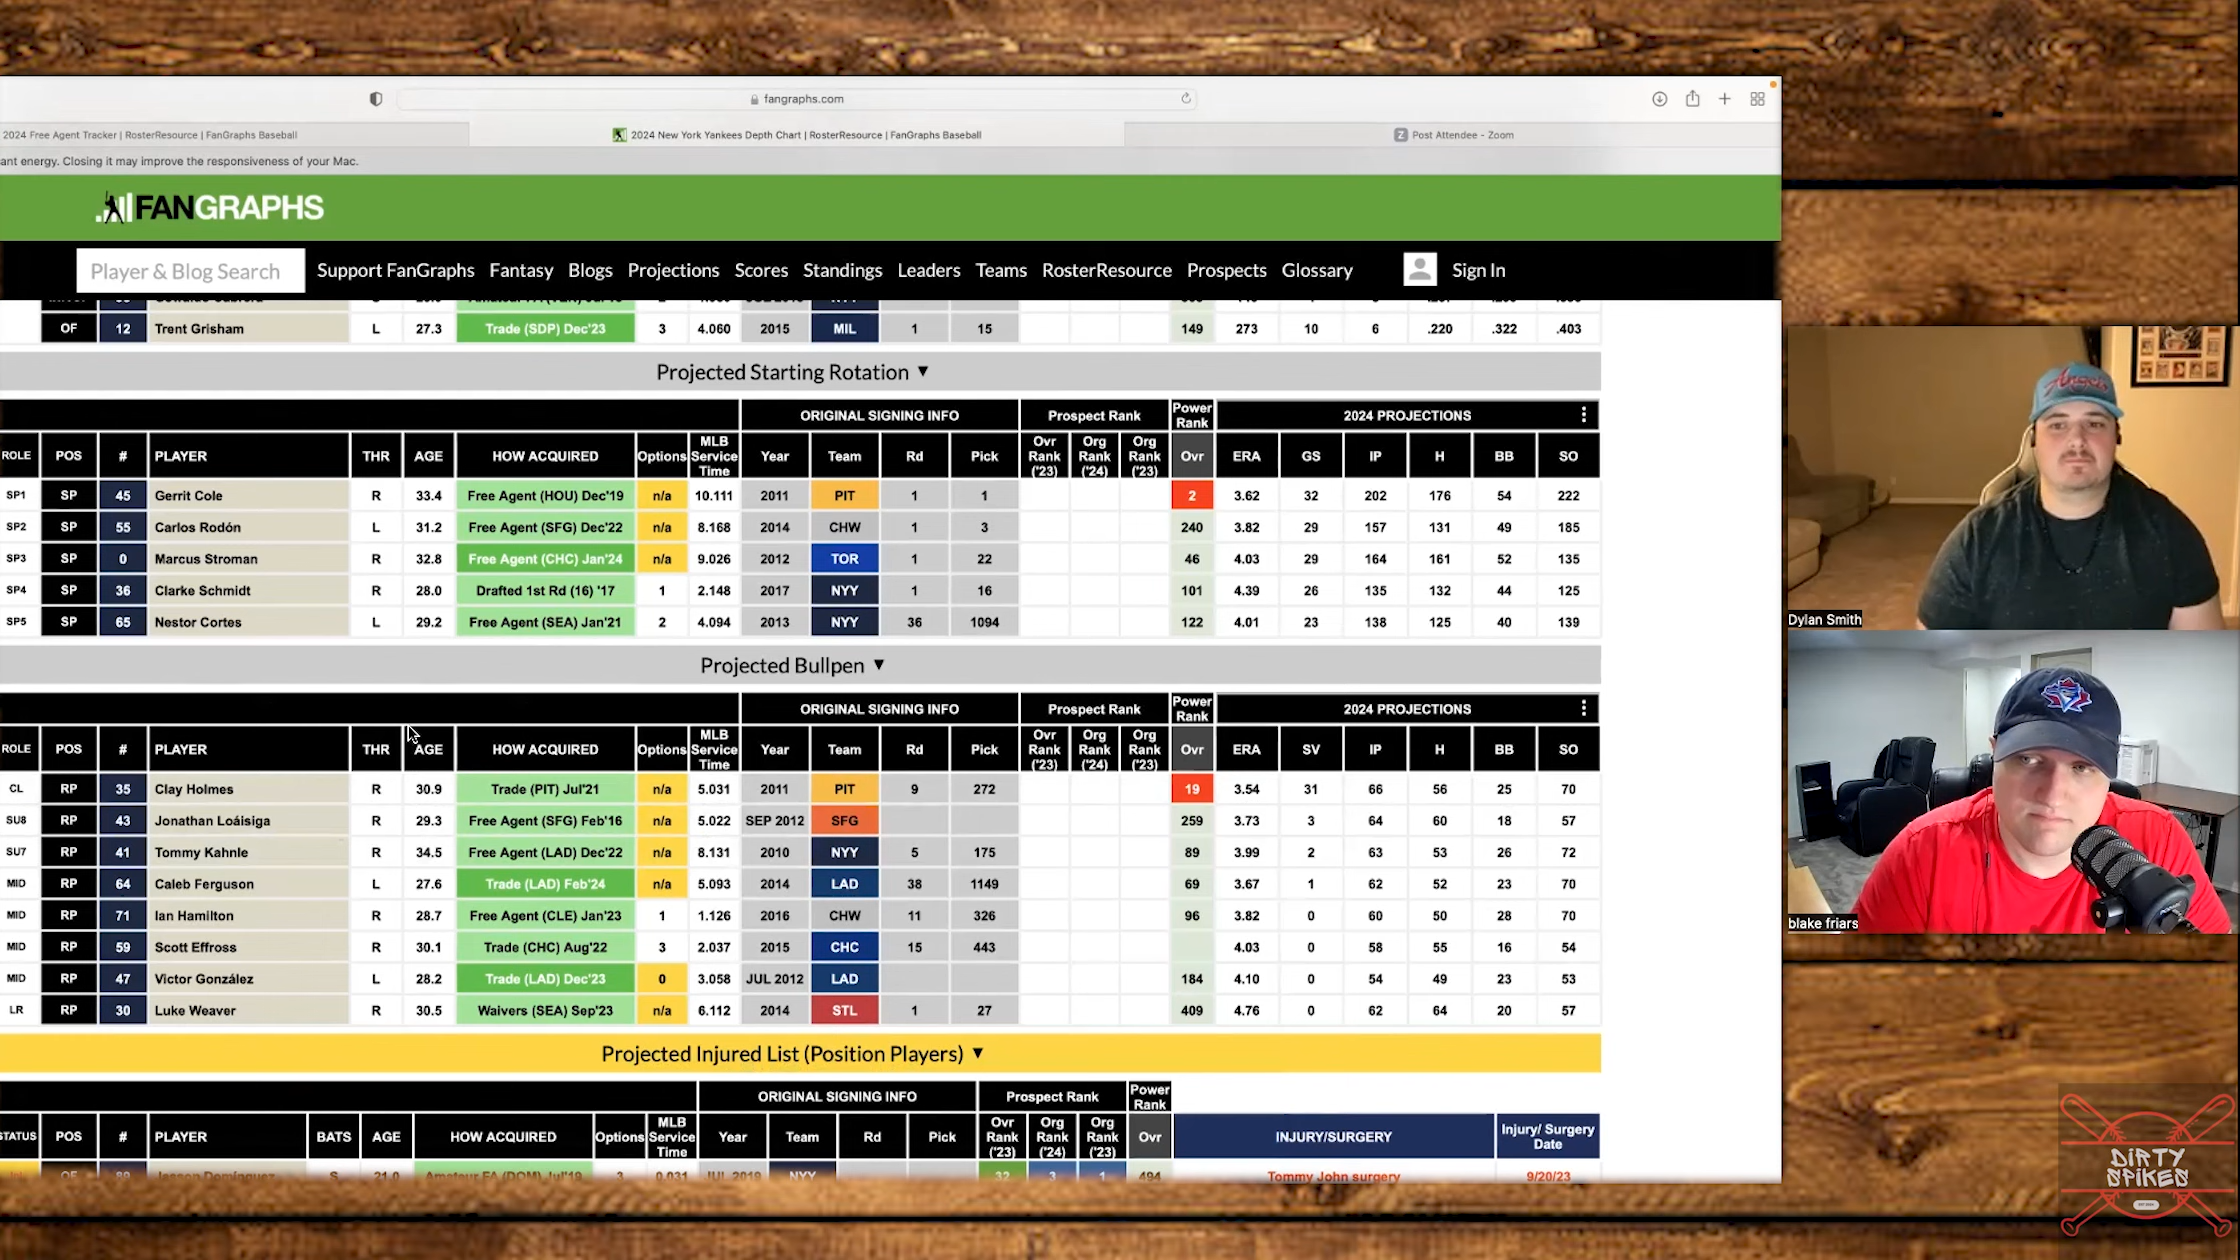 fangraphs.com
2024 Free Agent Tracker | RosterResource | FanGraphs Baseball
2024 New York Yankees Depth Chart | RosterResource | FanGraphs Baseball
Z Post Attendee - Zoom
ant energy. Closing it may improve the responsiveness of your Mac.
FANGRAPHS
Player & Blog Search Support FanGraphs Fantasy Blogs Projections Scores Standings Leaders Teams RosterResource Prospects Glossary Sign In
OF 12 Trent Grisham L 27.3 Trade (SDP) Dec'23 3 4.060 2015 MIL 1 15 149 273 10 6 .220 .322 .403
Projected Starting Rotation ▼
ORIGINAL SIGNING INFO Prospect Rank Power Rank 2024 PROJECTIONS
ROLE POS # PLAYER THR AGE HOW ACQUIRED Options MLB Service Time Year Team Rd Pick Ovr Rank ('23) Org Rank ('24) Org Rank ('23) Ovr ERA GS IP H BB SO
SP1 SP 45 Gerrit Cole R 33.4 Free Agent (HOU) Dec'19 n/a 10.111 2011 PIT 1 1 2 3.62 32 202 176 54 222
SP2 SP 55 Carlos Rodón L 31.2 Free Agent (SFG) Dec'22 n/a 8.168 2014 CHW 1 3 240 3.82 29 157 131 49 185
SP3 SP 0 Marcus Stroman R 32.8 Free Agent (CHC) Jan'24 n/a 9.026 2012 TOR 1 22 46 4.03 29 164 161 52 135
SP4 SP 36 Clarke Schmidt R 28.0 Drafted 1st Rd (16) '17 1 2.148 2017 NYY 1 16 101 4.39 26 135 132 44 125
SP5 SP 65 Nestor Cortes L 29.2 Free Agent (SEA) Jan'21 2 4.094 2013 NYY 36 1094 122 4.01 23 138 125 40 139
Projected Bullpen ▼
ORIGINAL SIGNING INFO Prospect Rank Power Rank 2024 PROJECTIONS
ROLE POS # PLAYER THR AGE HOW ACQUIRED Options MLB Service Time Year Team Rd Pick Ovr Rank ('23) Org Rank ('24) Org Rank ('23) Ovr ERA SV IP H BB SO
CL RP 35 Clay Holmes R 30.9 Trade (PIT) Jul'21 n/a 5.031 2011 PIT 9 272 19 3.54 31 66 56 25 70
SU8 RP 43 Jonathan Loáisiga R 29.3 Free Agent (SFG) Feb'16 n/a 5.022 SEP 2012 SFG 259 3.73 3 64 60 18 57
SU7 RP 41 Tommy Kahnle R 34.5 Free Agent (LAD) Dec'22 n/a 8.131 2010 NYY 5 175 89 3.99 2 63 53 26 72
MID RP 64 Caleb Ferguson L 27.6 Trade (LAD) Feb'24 n/a 5.093 2014 LAD 38 1149 69 3.67 1 62 52 23 70
MID RP 71 Ian Hamilton R 28.7 Free Agent (CLE) Jan'23 1 1.126 2016 CHW 11 326 96 3.82 0 60 50 28 70
MID RP 59 Scott Effross R 30.1 Trade (CHC) Aug'22 3 2.037 2015 CHC 15 443 4.03 0 58 55 16 54
MID RP 47 Victor González L 28.2 Trade (LAD) Dec'23 0 3.058 JUL 2012 LAD 184 4.10 0 54 49 23 53
LR RP 30 Luke Weaver R 30.5 Waivers (SEA) Sep'23 n/a 6.112 2014 STL 1 27 409 4.76 0 62 64 20 57
Projected Injured List (Position Players) ▼
ORIGINAL SIGNING INFO Prospect Rank Power Rank
STATUS POS # PLAYER BATS AGE HOW ACQUIRED Options MLB Service Time Year Team Rd Pick Ovr Rank ('23) Org Rank ('24) Org Rank ('23) Ovr INJURY/SURGERY Injury/ Surgery Date
OF 89 Jasson Domínguez S 21.0 Amateur FA (DOM) Jul'19 3 0.031 JUL 2019 NYY 32 3 1 494 Tommy John surgery 9/20/23
Angels
Dylan Smith
blake friars
DIRTY
SPIKES